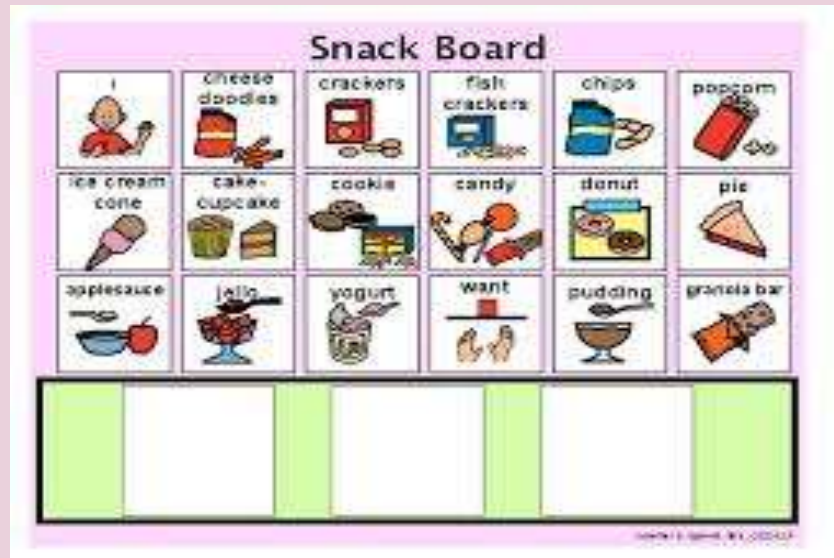 Snack Board
I
cheese
doodles
crackers
fish
crackers
chips
popcorn
ice cream
cone
cake-
cupcake
cookie
candy
donut
pie
applesauce
jello
yogurt
want
pudding
granola bar